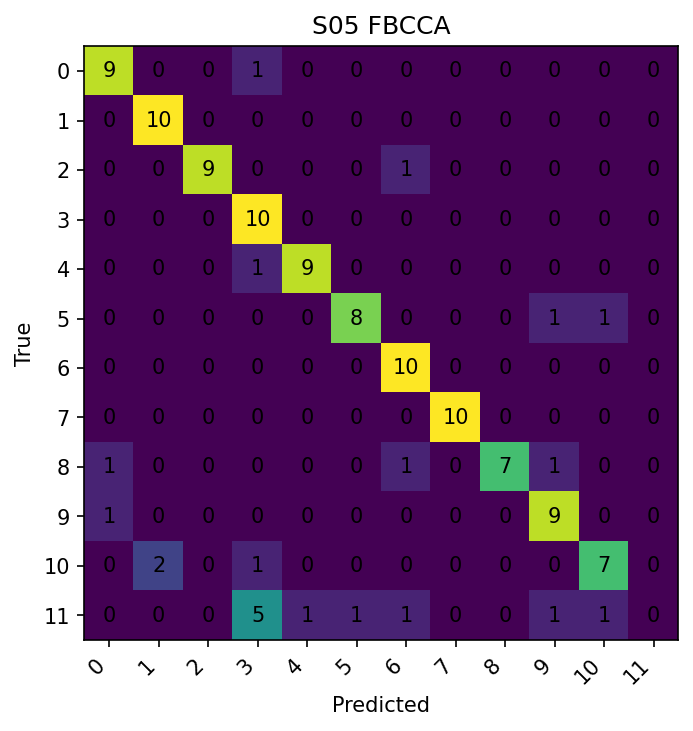 S05 FBCCA
0 9 0 0 1 0 0 0 0 0 0 0 0
1 0 10 0 0 0 0 0 0 0 0 0 0
2 0 0 9 0 0 0 1 0 0 0 0 0
3 0 0 0 10 0 0 0 0 0 0 0 0
4 0 0 0 1 9 0 0 0 0 0 0 0
5 0 0 0 0 0 8 0 0 0 1 1 0
6 0 0 0 0 0 0 10 0 0 0 0 0
7 0 0 0 0 0 0 0 10 0 0 0 0
8 1 0 0 0 0 0 1 0 7 1 0 0
9 1 0 0 0 0 0 0 0 0 9 0 0
10 0 2 0 1 0 0 0 0 0 0 7 0
11 0 0 0 5 1 1 1 0 0 1 1 0
True
0 1 2 3 4 5 6 7 8 9 10 11
Predicted